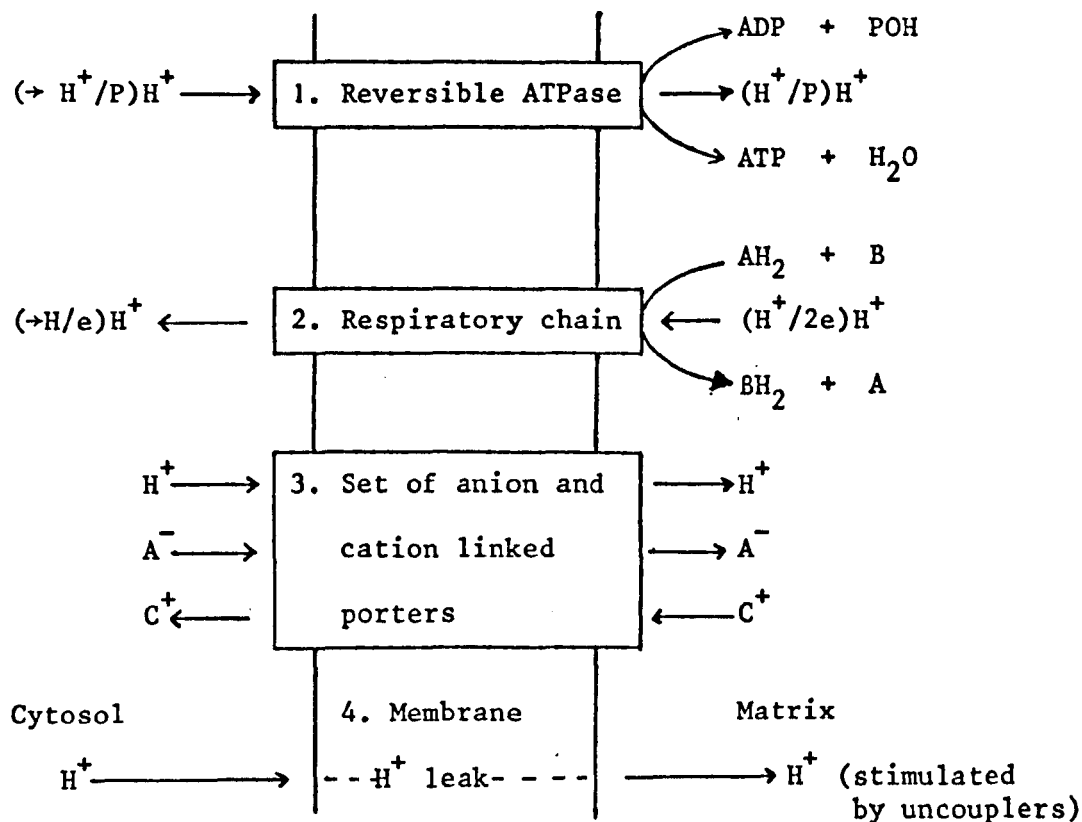 ADP + POH
(→ H⁺/P)H⁺ 1. Reversible ATPase (H⁺/P)H⁺
ATP + H₂O
AH₂ + B
(→H/e)H⁺ 2. Respiratory chain (H⁺/2e)H⁺
BH₂ + A
H⁺ 3. Set of anion and H⁺
A⁻ cation linked A⁻
C⁺ porters C⁺
Cytosol 4. Membrane Matrix
H⁺ H⁺ leak H⁺ (stimulated
by uncouplers)